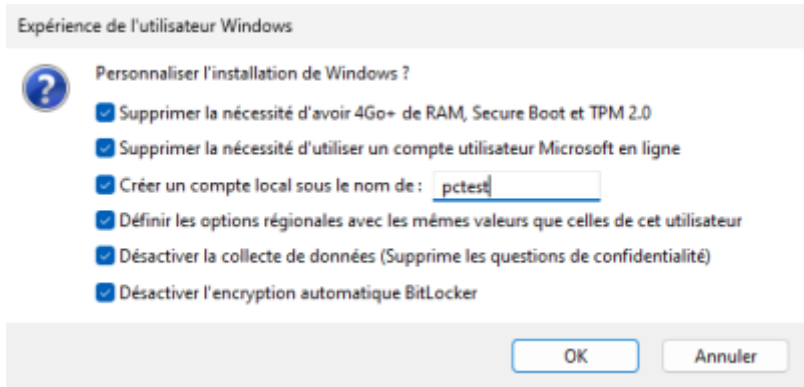 Expérience de l'utilisateur Windows
Personnaliser l'installation de Windows ?
Supprimer la nécessité d'avoir 4Go+ de RAM, Secure Boot et TPM 2.0
Supprimer la nécessité d'utiliser un compte utilisateur Microsoft en ligne
Créer un compte local sous le nom de : pctest
Définir les options régionales avec les mêmes valeurs que celles de cet utilisateur
Désactiver la collecte de données (Supprime les questions de confidentialité)
Désactiver l'encryption automatique BitLocker
OK Annuler